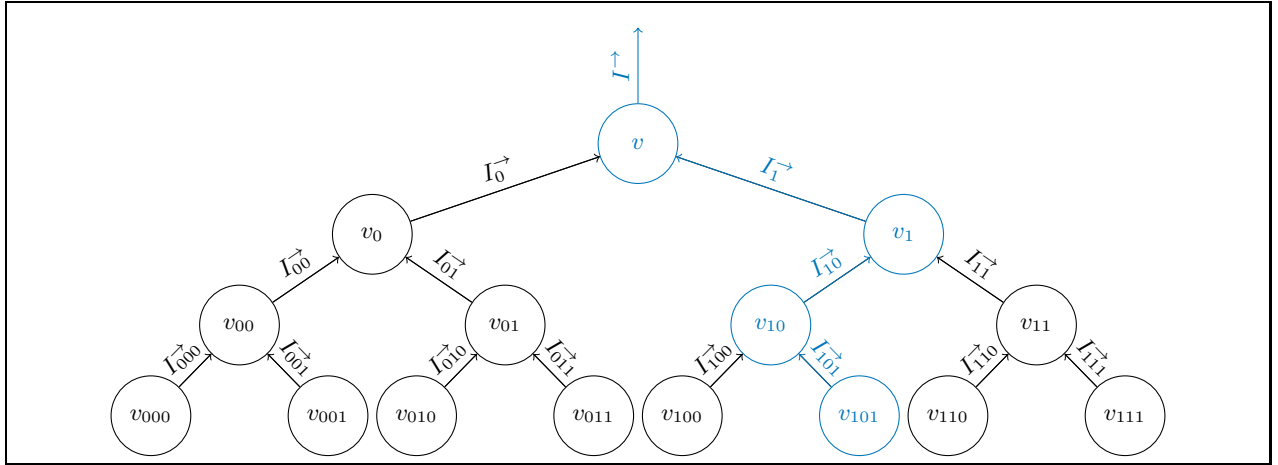 I→
v
I→0 I→1
v0 v1
I→00 I→01 I→10 I→11
v00 v01 v10 v11
I→000 I→001 I→010 I→011 I→100 I→101 I→110 I→111
v000 v001 v010 v011 v100 v101 v110 v111